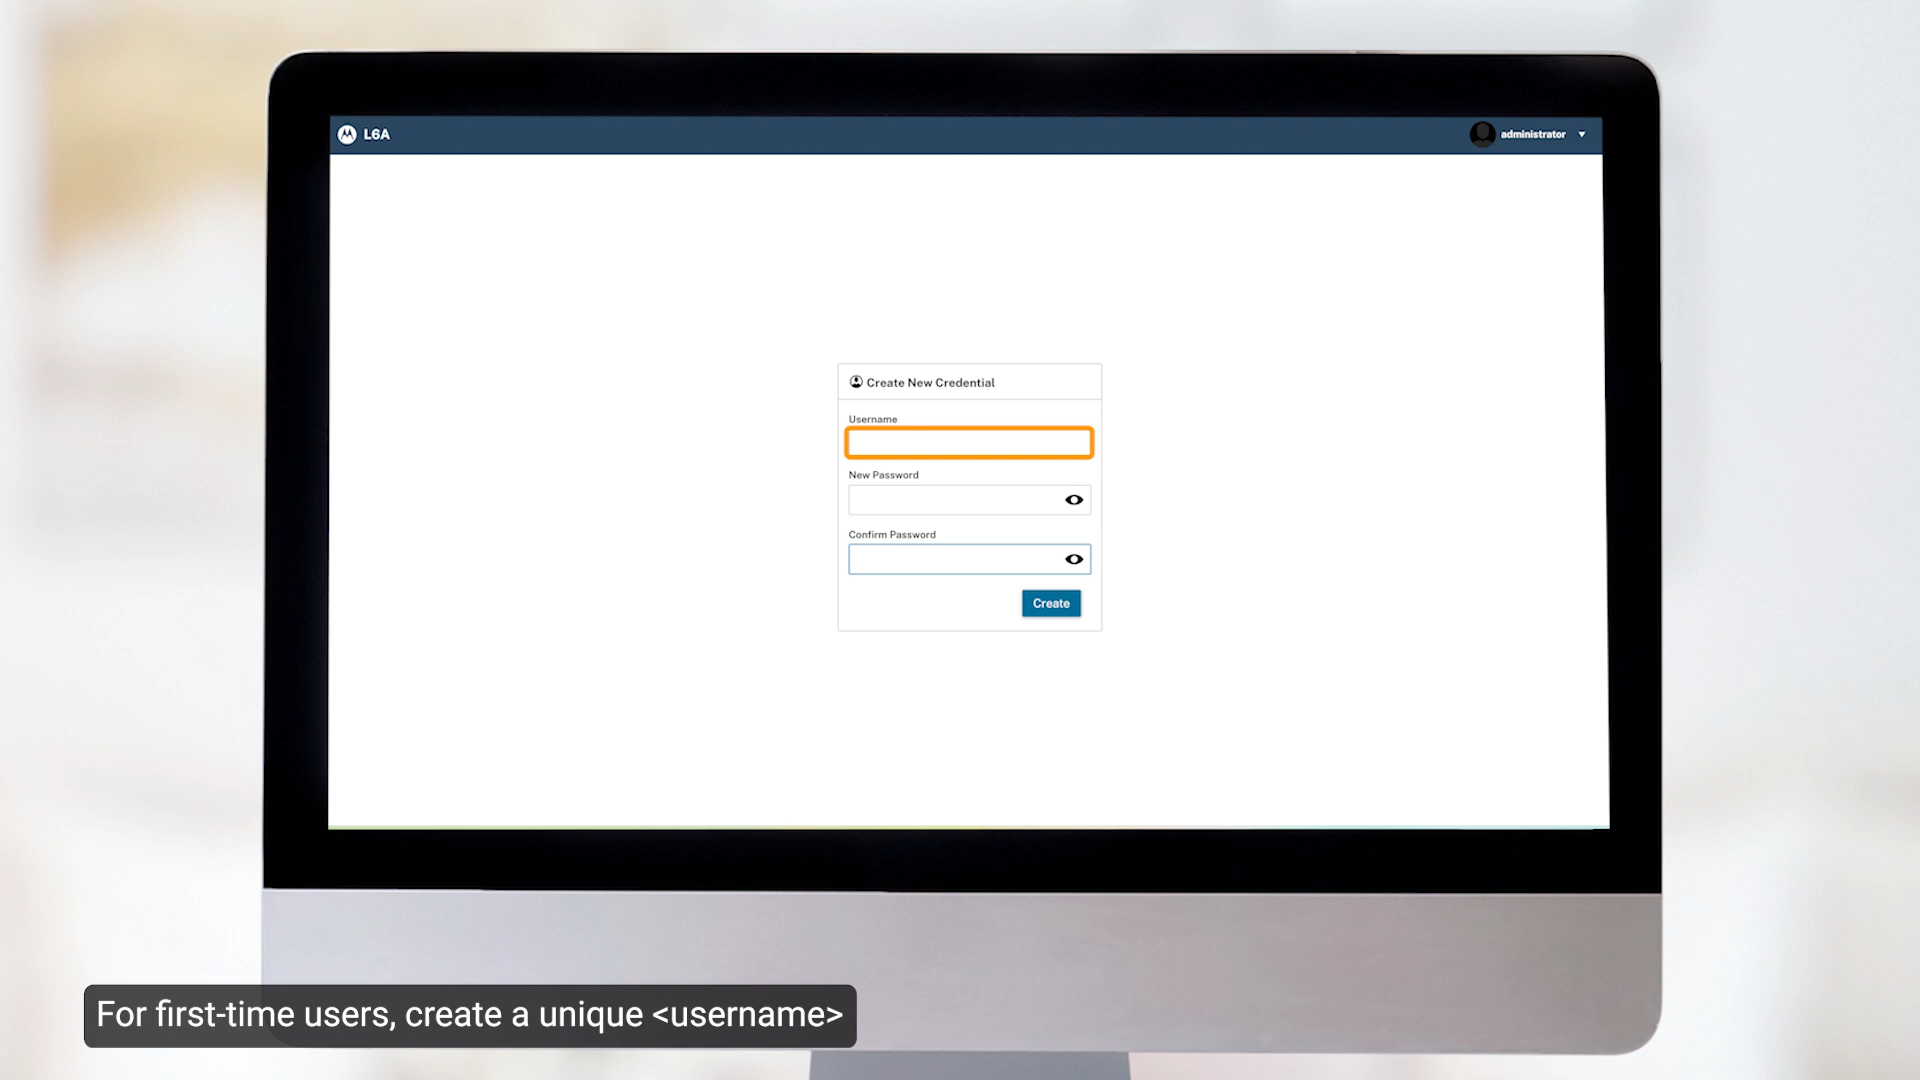 L6A
administrator
Create New Credential
Username
New Password
Confirm Password
Create
For first-time users, create a unique <username>